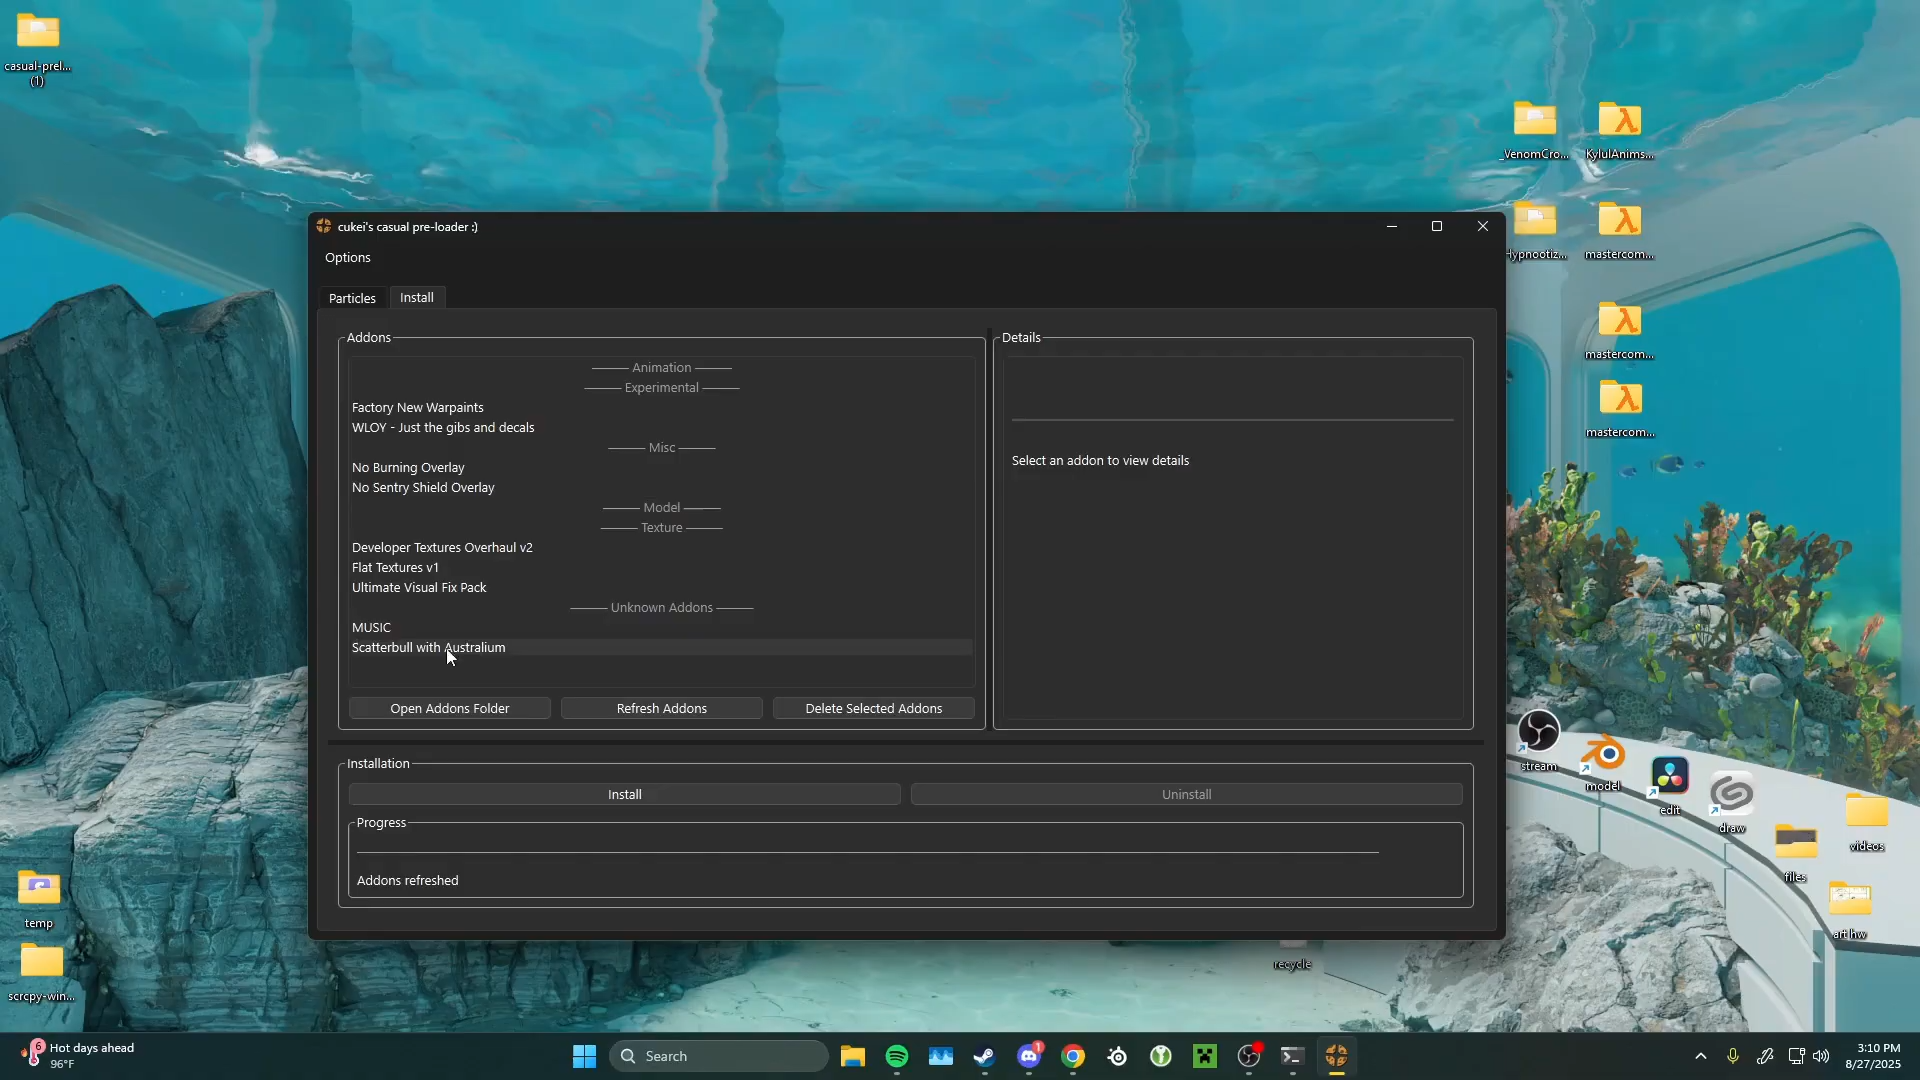 casual-prel...
(1)
_VenomCro...
KylulAnims...
Hypnootiz...
mastercom...
mastercom...
mastercom...
cukei's casual pre-loader :)
Options
Particles
Install
Addons
Animation
Experimental
Factory New Warpaints
WLOY - Just the gibs and decals
Misc
No Burning Overlay
No Sentry Shield Overlay
Model
Texture
Developer Textures Overhaul v2
Flat Textures v1
Ultimate Visual Fix Pack
Unknown Addons
MUSIC
Scatterbull with Australium
Open Addons Folder
Refresh Addons
Delete Selected Addons
Details
Select an addon to view details
Installation
Install
Uninstall
Progress
Addons refreshed
stream
model
edit
draw
videos
files
art hw
temp
scrcpy-win...
recycle
6
Hot days ahead
96°F
Search
1
3:10 PM
8/27/2025